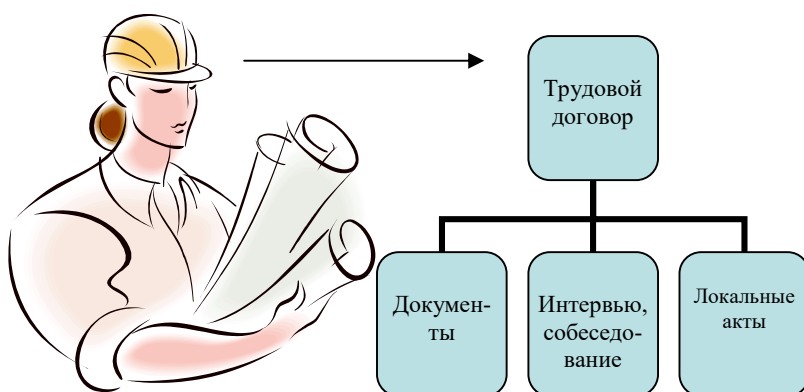 Трудовой
договор
Докумен-
ты
Интервью,
собеседо-
вание
Локальные
акты